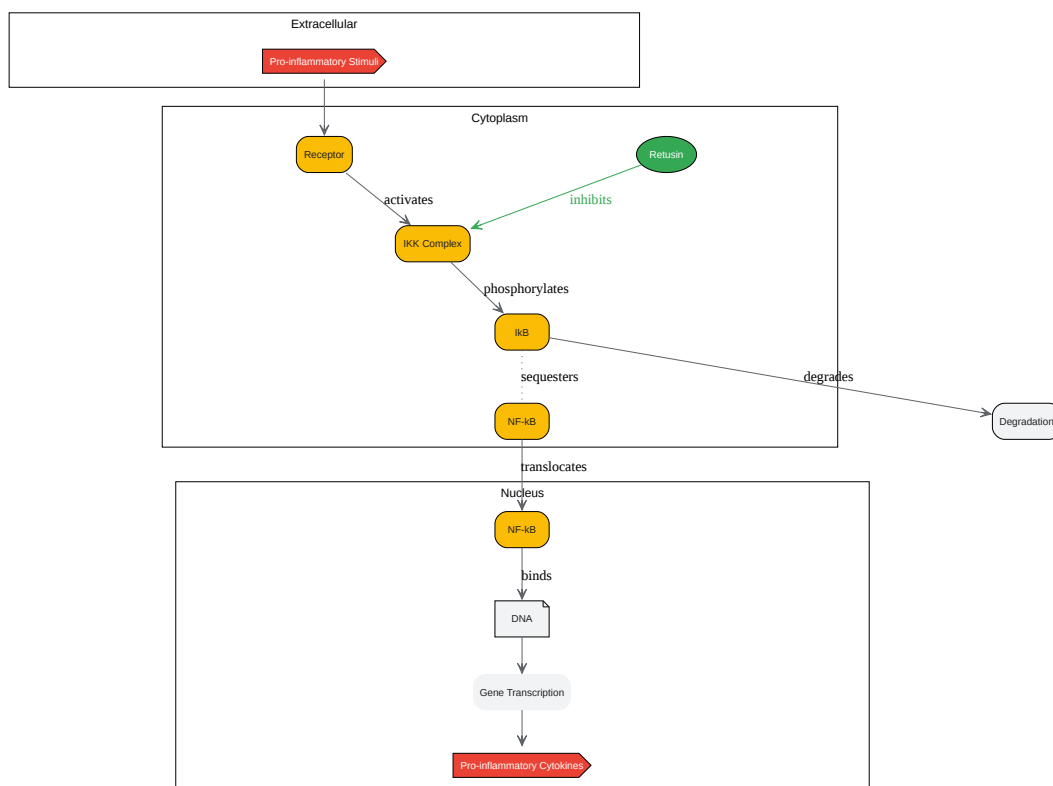 Extracellular
Pro-inflammatory Stimuli
Cytoplasm
Receptor
Retusin
activates
inhibits
IKK Complex
phosphorylates
IkB
sequesters
degrades
NF-kB
Degradation
translocates
Nucleus
NF-kB
binds
DNA
Gene Transcription
Pro-inflammatory Cytokines